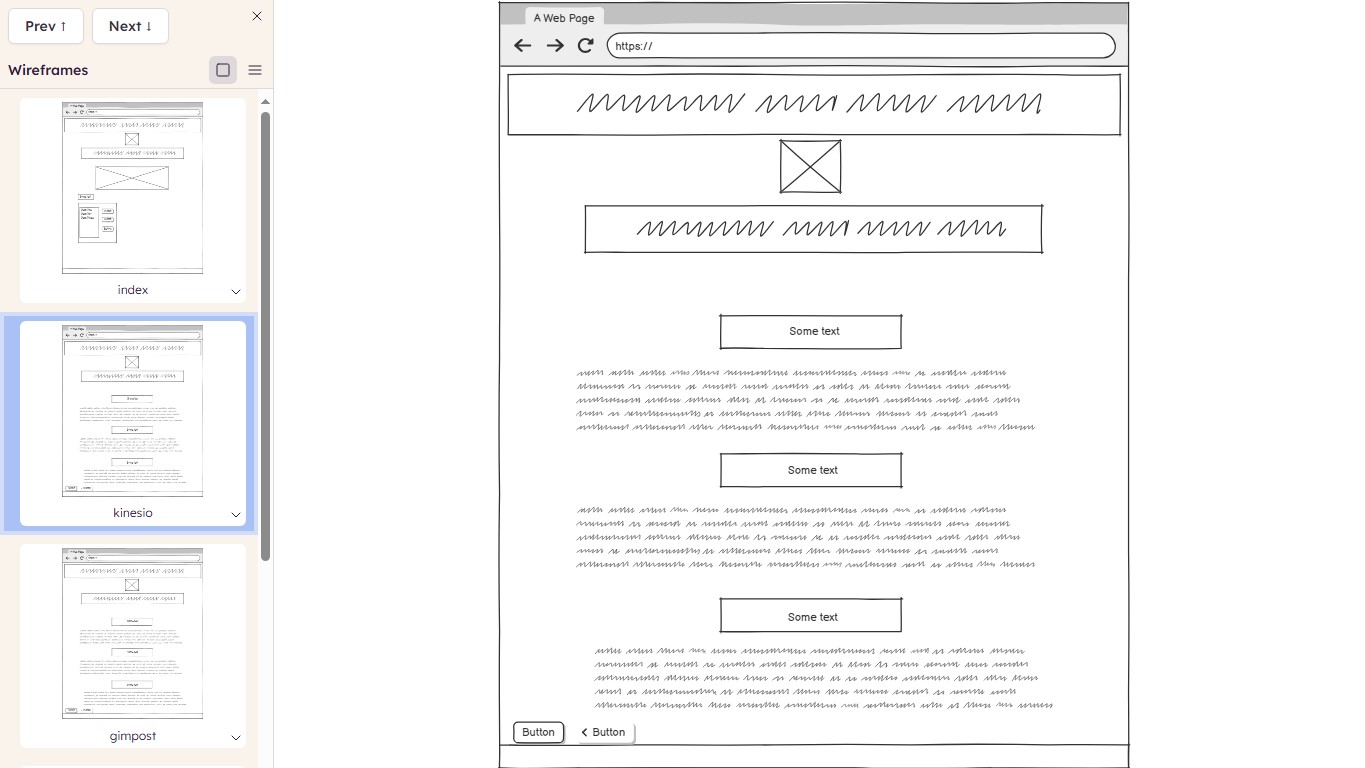 Prev ↑
Next ↓
Wireframes
index
kinesio
gimpost
A Web Page
https://
Some text
Some text
Some text
Button
Button